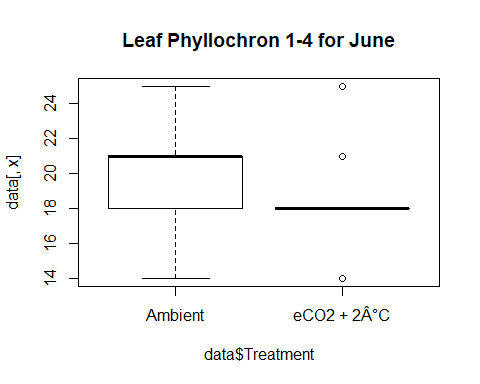 Leaf Phyllochron 1-4 for June
data[, x]
24
22
20
18
16
14
Ambient
eCO2 + 2Â°C
data$Treatment